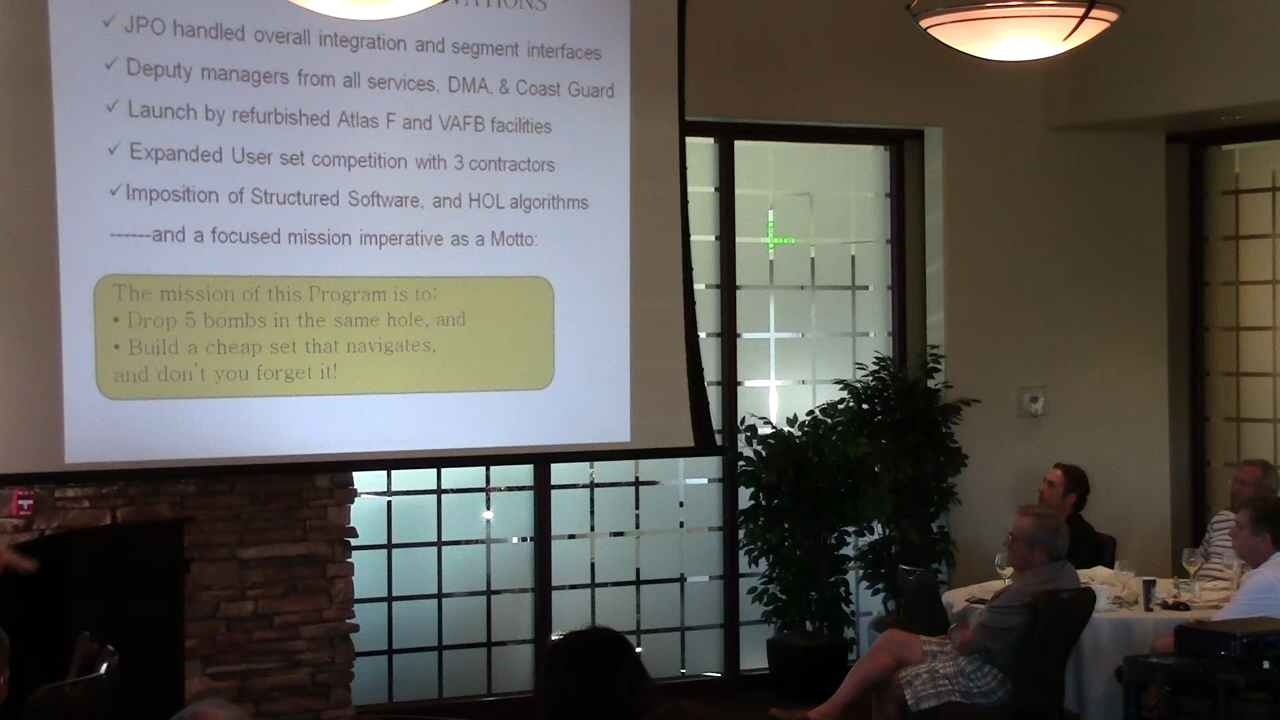 ✓ JPO handled overall integration and segment interfaces
✓ Deputy managers from all services, DMA, & Coast Guard
✓ Launch by refurbished Atlas F and VAFB facilities
✓ Expanded User set competition with 3 contractors
✓ Imposition of Structured Software, and HOL algorithms
------and a focused mission imperative as a Motto:
The mission of this Program is to:
• Drop 5 bombs in the same hole, and
• Build a cheap set that navigates,
and don't you forget it!